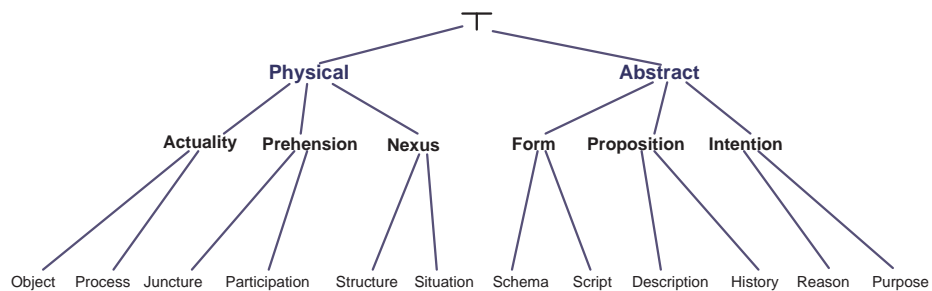 ⊤
Physical Abstract
Actuality Prehension Nexus Form Proposition Intention
Object Process Juncture Participation Structure Situation Schema Script Description History Reason Purpose